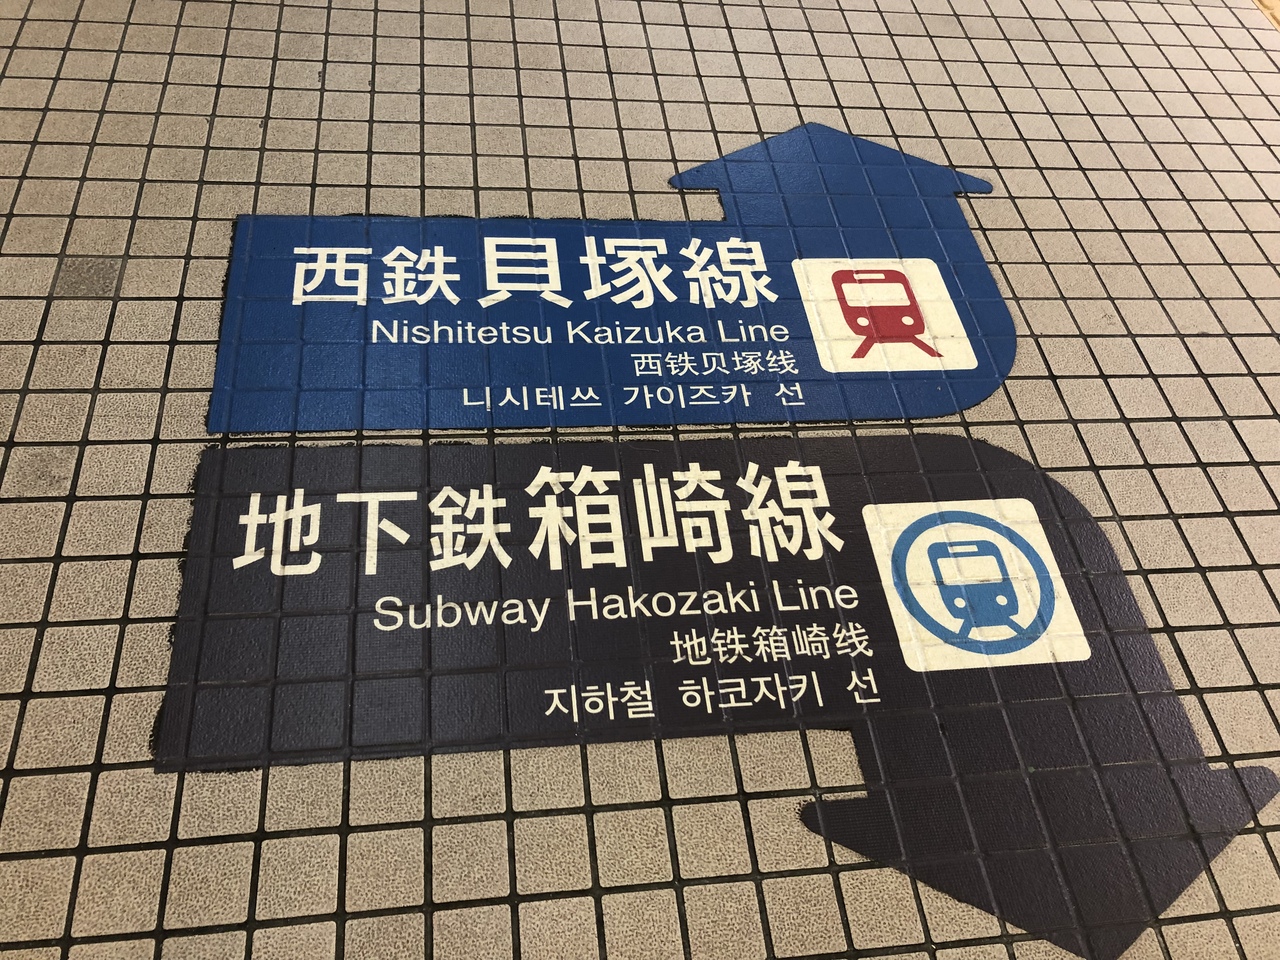 西鉄貝塚線
Nishitetsu Kaizuka Line
西铁贝塚线
니시테쓰 가이즈카 선
地下鉄箱崎線
Subway Hakozaki Line
地铁箱崎线
지하철 하코자키 선